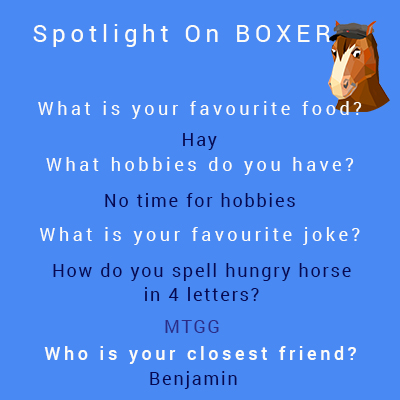 Spotlight On BOXER
What is your favourite food?
Hay
What hobbies do you have?
No time for hobbies
What is your favourite joke?
How do you spell hungry horse
in 4 letters?
MTGG
Who is your closest friend?
Benjamin